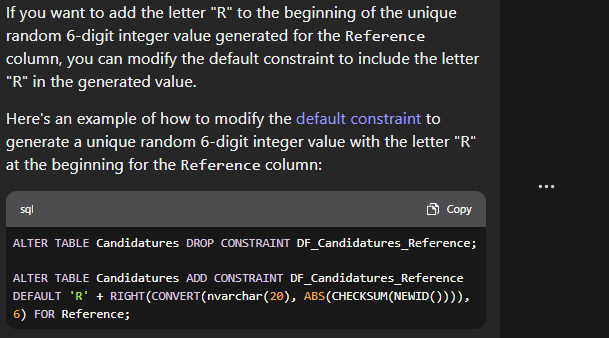 If you want to add the letter "R" to the beginning of the unique
random 6-digit integer value generated for the Reference
column, you can modify the default constraint to include the letter
"R" in the generated value.
Here's an example of how to modify the default constraint to
generate a unique random 6-digit integer value with the letter "R"
at the beginning for the Reference column:
sql
Copy
ALTER TABLE Candidatures DROP CONSTRAINT DF_Candidatures_Reference;
ALTER TABLE Candidatures ADD CONSTRAINT DF_Candidatures_Reference
DEFAULT 'R' + RIGHT(CONVERT(nvarchar(20), ABS(CHECKSUM(NEWID()))),
6) FOR Reference;